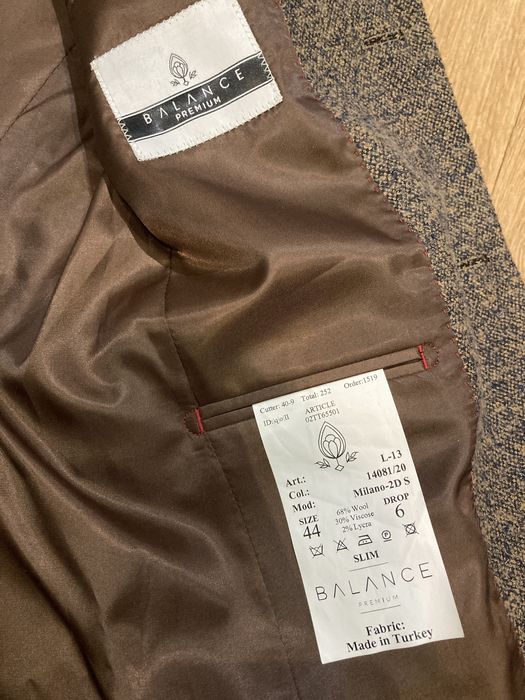 BALANCE
PREMIUM
Cutter: 40-9 Total: 252 Order:1519
ARTICLE
02TT65501
Art.: L-13
Col.: 14081/20
Mod: Milano-2D S
SIZE DROP
44 6
68% Wool
30% Viscose
2% Lycra
SLIM
BALANCE
PREMIUM
Fabric:
Made in Turkey